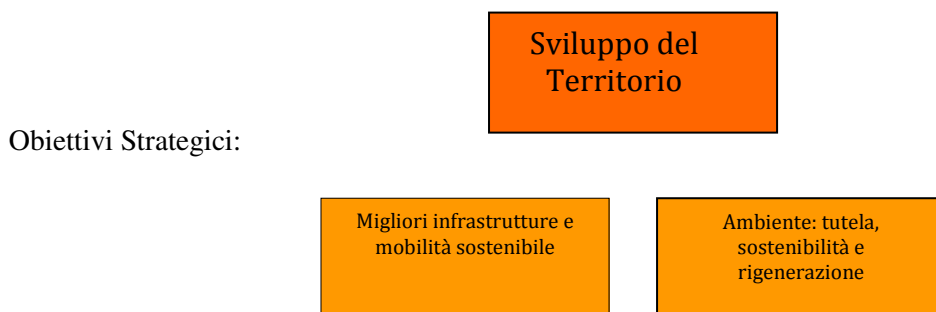 Sviluppo del
Territorio
Obiettivi Strategici:
Migliori infrastrutture e
mobilità sostenibile
Ambiente: tutela,
sostenibilità e
rigenerazione